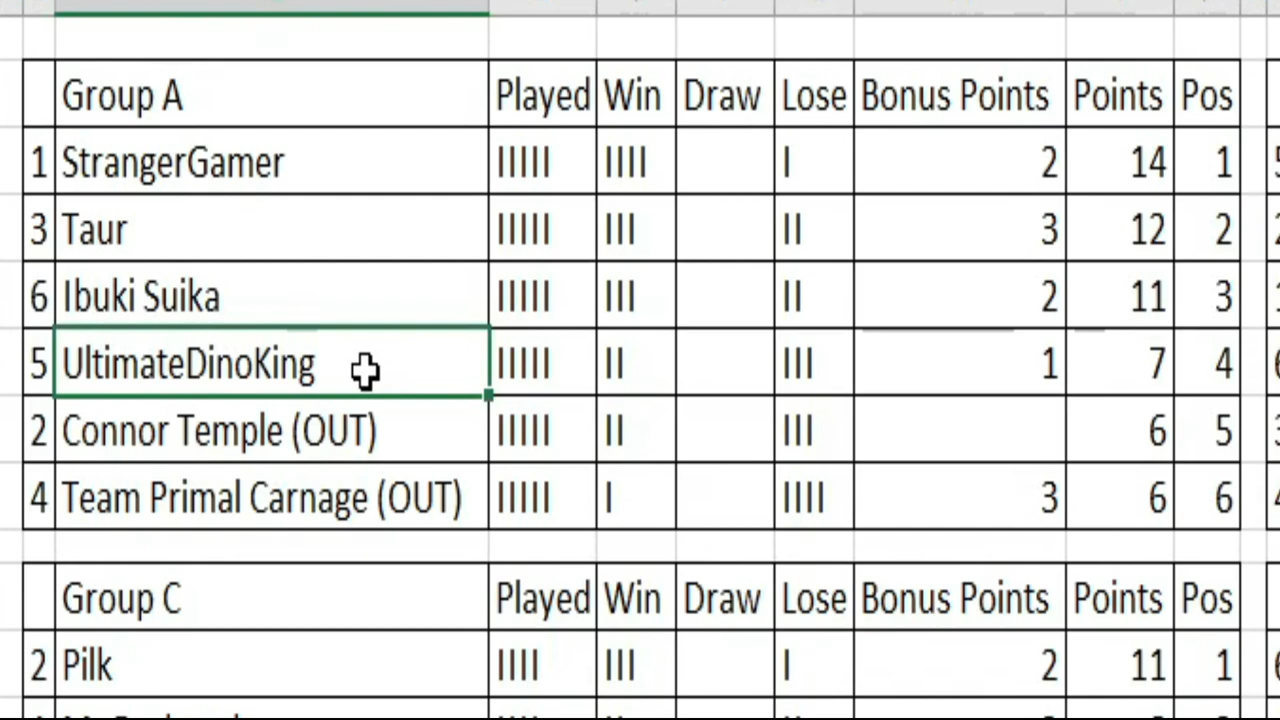 Group A Played Win Draw Lose Bonus Points Points Pos
1 StrangerGamer IIIII IIII I 2 14 1
3 Taur IIIII III II 3 12 2
6 Ibuki Suika IIIII III II 2 11 3
5 UltimateDinoKing IIIII II III 1 7 4
2 Connor Temple (OUT) IIIII II III 6 5
4 Team Primal Carnage (OUT) IIIII I IIII 3 6 6
Group C Played Win Draw Lose Bonus Points Points Pos
2 Pilk IIII III I 2 11 1